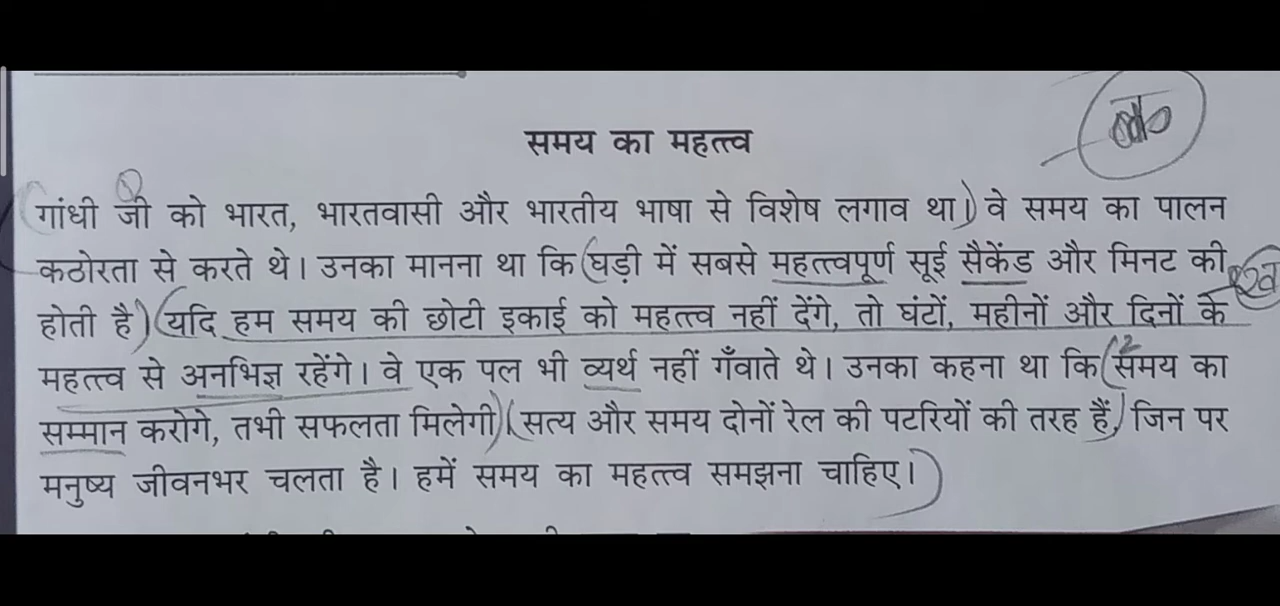 समय का महत्त्व
गांधी जी को भारत, भारतवासी और भारतीय भाषा से विशेष लगाव था। वे समय का पालन
कठोरता से करते थे। उनका मानना था कि घड़ी में सबसे महत्त्वपूर्ण सूई सैकेंड और मिनट की
होती है। यदि हम समय की छोटी इकाई को महत्त्व नहीं देंगे, तो घंटों, महीनों और दिनों के
महत्त्व से अनभिज्ञ रहेंगे। वे एक पल भी व्यर्थ नहीं गँवाते थे। उनका कहना था कि समय का
सम्मान करोगे, तभी सफलता मिलेगी। सत्य और समय दोनों रेल की पटरियों की तरह हैं, जिन पर
मनुष्य जीवनभर चलता है। हमें समय का महत्त्व समझना चाहिए।